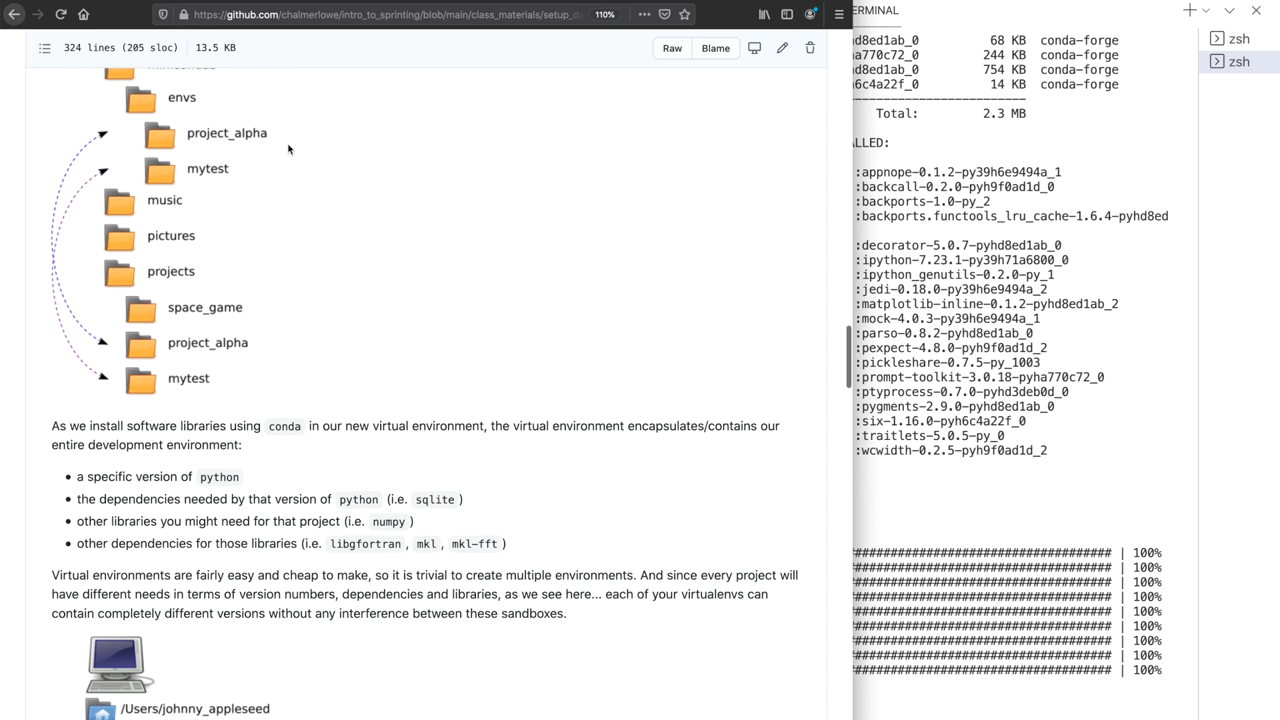 https://github.com/chalmerlowe/intro_to_sprinting/blob/main/class_materials/setup_d
110%
324 lines (205 sloc)
13.5 KB
Raw
Blame
envs
project_alpha
mytest
music
pictures
projects
space_game
project_alpha
mytest
As we install software libraries using conda in our new virtual environment, the virtual environment encapsulates/contains our
entire development environment:
• a specific version of python
• the dependencies needed by that version of python (i.e. sqlite )
• other libraries you might need for that project (i.e. numpy )
• other dependencies for those libraries (i.e. libgfortran , mkl , mkl-fft )
Virtual environments are fairly easy and cheap to make, so it is trivial to create multiple environments. And since every project will
have different needs in terms of version numbers, dependencies and libraries, as we see here... each of your virtualenvs can
contain completely different versions without any interference between these sandboxes.
/Users/johnny_appleseed
ERMINAL
zsh
zsh
d8ed1ab_0 68 KB conda-forge
a770c72_0 244 KB conda-forge
d8ed1ab_0 754 KB conda-forge
6c4a22f_0 14 KB conda-forge
------------------------
Total: 2.3 MB
ALLED:
:appnope-0.1.2-py39h6e9494a_1
:backcall-0.2.0-pyh9f0ad1d_0
:backports-1.0-py_2
:backports.functools_lru_cache-1.6.4-pyhd8ed
:decorator-5.0.7-pyhd8ed1ab_0
:ipython-7.23.1-py39h71a6800_0
:ipython_genutils-0.2.0-py_1
:jedi-0.18.0-py39h6e9494a_2
:matplotlib-inline-0.1.2-pyhd8ed1ab_2
:mock-4.0.3-py39h6e9494a_1
:parso-0.8.2-pyhd8ed1ab_0
:pexpect-4.8.0-pyh9f0ad1d_2
:pickleshare-0.7.5-py_1003
:prompt-toolkit-3.0.18-pyha770c72_0
:ptyprocess-0.7.0-pyhd3deb0d_0
:pygments-2.9.0-pyhd8ed1ab_0
:six-1.16.0-pyh6c4a22f_0
:traitlets-5.0.5-py_0
:wcwidth-0.2.5-pyh9f0ad1d_2
################################### | 100%
################################### | 100%
################################### | 100%
################################### | 100%
################################### | 100%
################################### | 100%
################################### | 100%
################################### | 100%
################################### | 100%